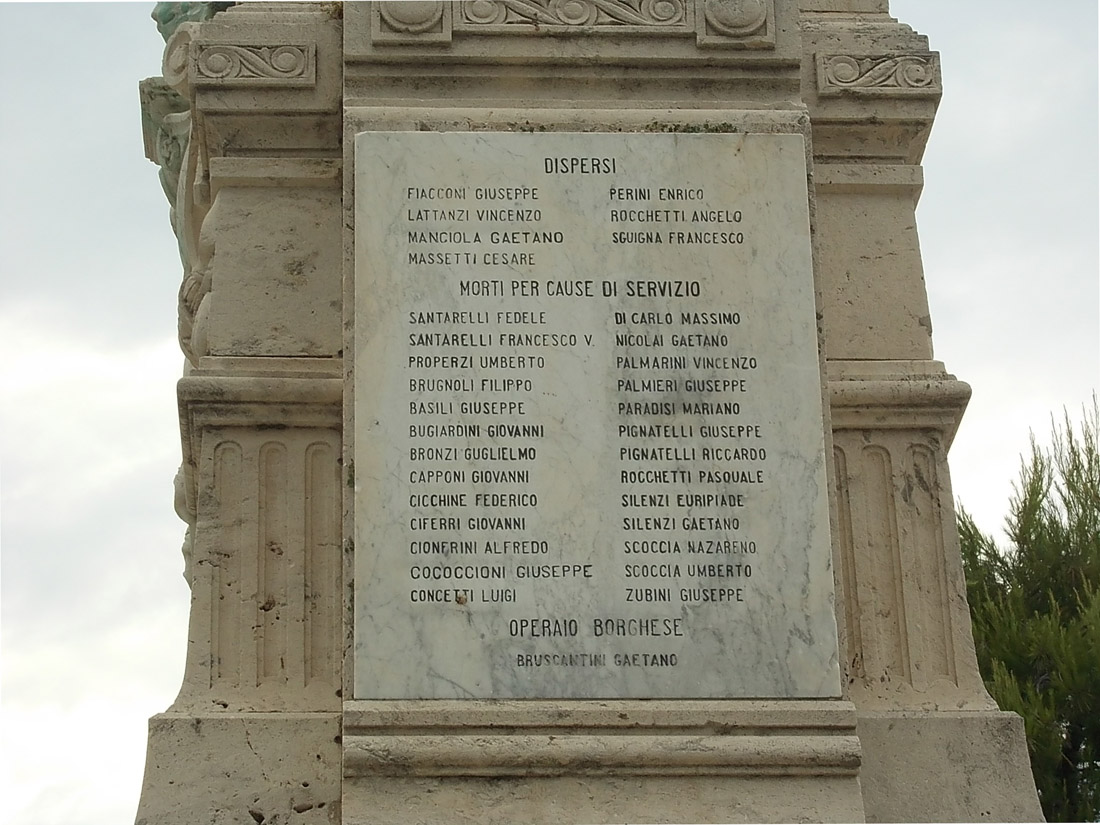 DISPERSI
FIACCONI GIUSEPPE
LATTANZI VINCENZO
MANCIOLA GAETANO
MASSETTI CESARE
PERINI ENRICO
ROCCHETTI ANGELO
SGUIGNA FRANCESCO
MORTI PER CAUSE DI SERVIZIO
SANTARELLI FEDELE
SANTARELLI FRANCESCO V.
PROPERZI UMBERTO
BRUGNOLI FILIPPO
BASILI GIUSEPPE
BUGIARDINI GIOVANNI
BRONZI GUGLIELMO
CAPPONI GIOVANNI
CICCHINE FEDERICO
CIFERRI GIOVANNI
CIONFRINI ALFREDO
COCOCCIONI GIUSEPPE
CONCETTI LUIGI
DI CARLO MASSIMO
NICOLAI GAETANO
PALMARINI VINCENZO
PALMIERI GIUSEPPE
PARADISI MARIANO
PIGNATELLI GIUSEPPE
PIGNATELLI RICCARDO
ROCCHETTI PASQUALE
SILENZI EURIPIADE
SILENZI GAETANO
SCOCCIA NAZARENO
SCOCCIA UMBERTO
ZUBINI GIUSEPPE
OPERAIO BORGHESE
BRUSCANTINI GAETANO